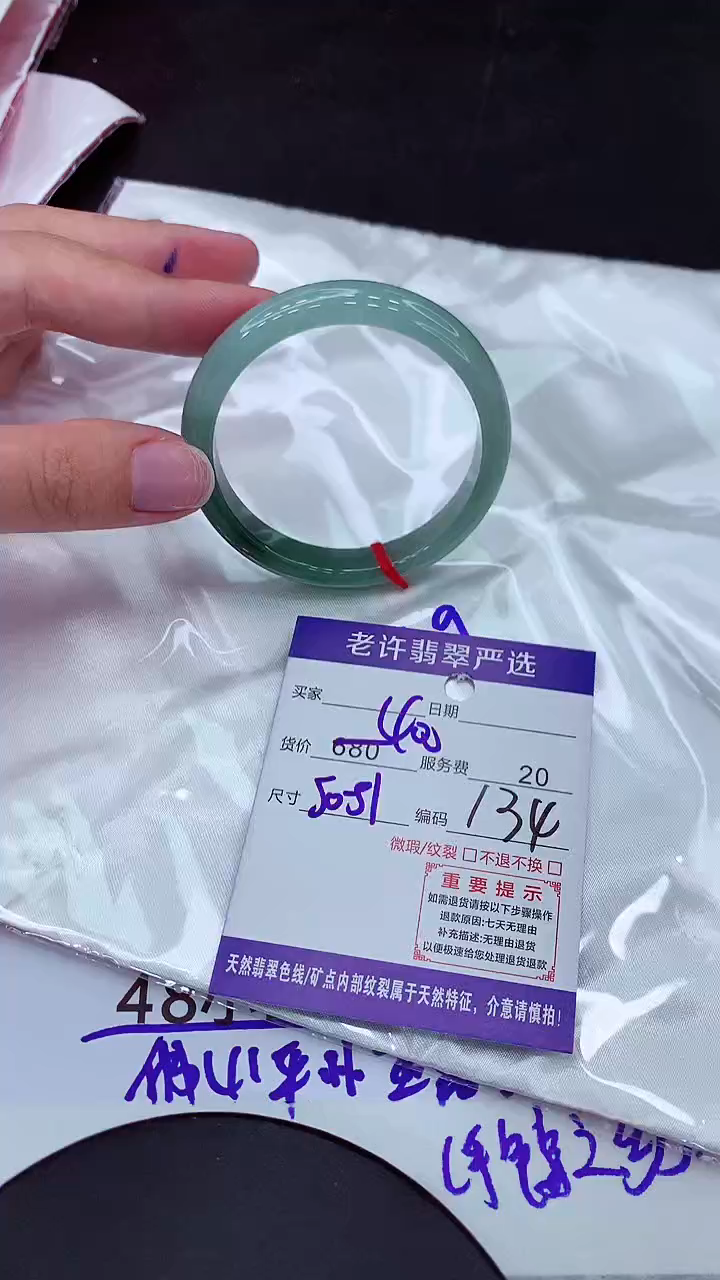 老许翡翠严选
买家 日期
货价 680 400 服务费 20
尺寸 5051 编码 134
微瑕/纹裂 □ 不退不换 □
重要提示
如需退货请按以下步骤操作
退款原因:七天无理由
补充描述:无理由退货
以便极速给您处理退货退款
天然翡翠色线/矿点内部纹裂属于天然特征，介意请慎拍!
48小